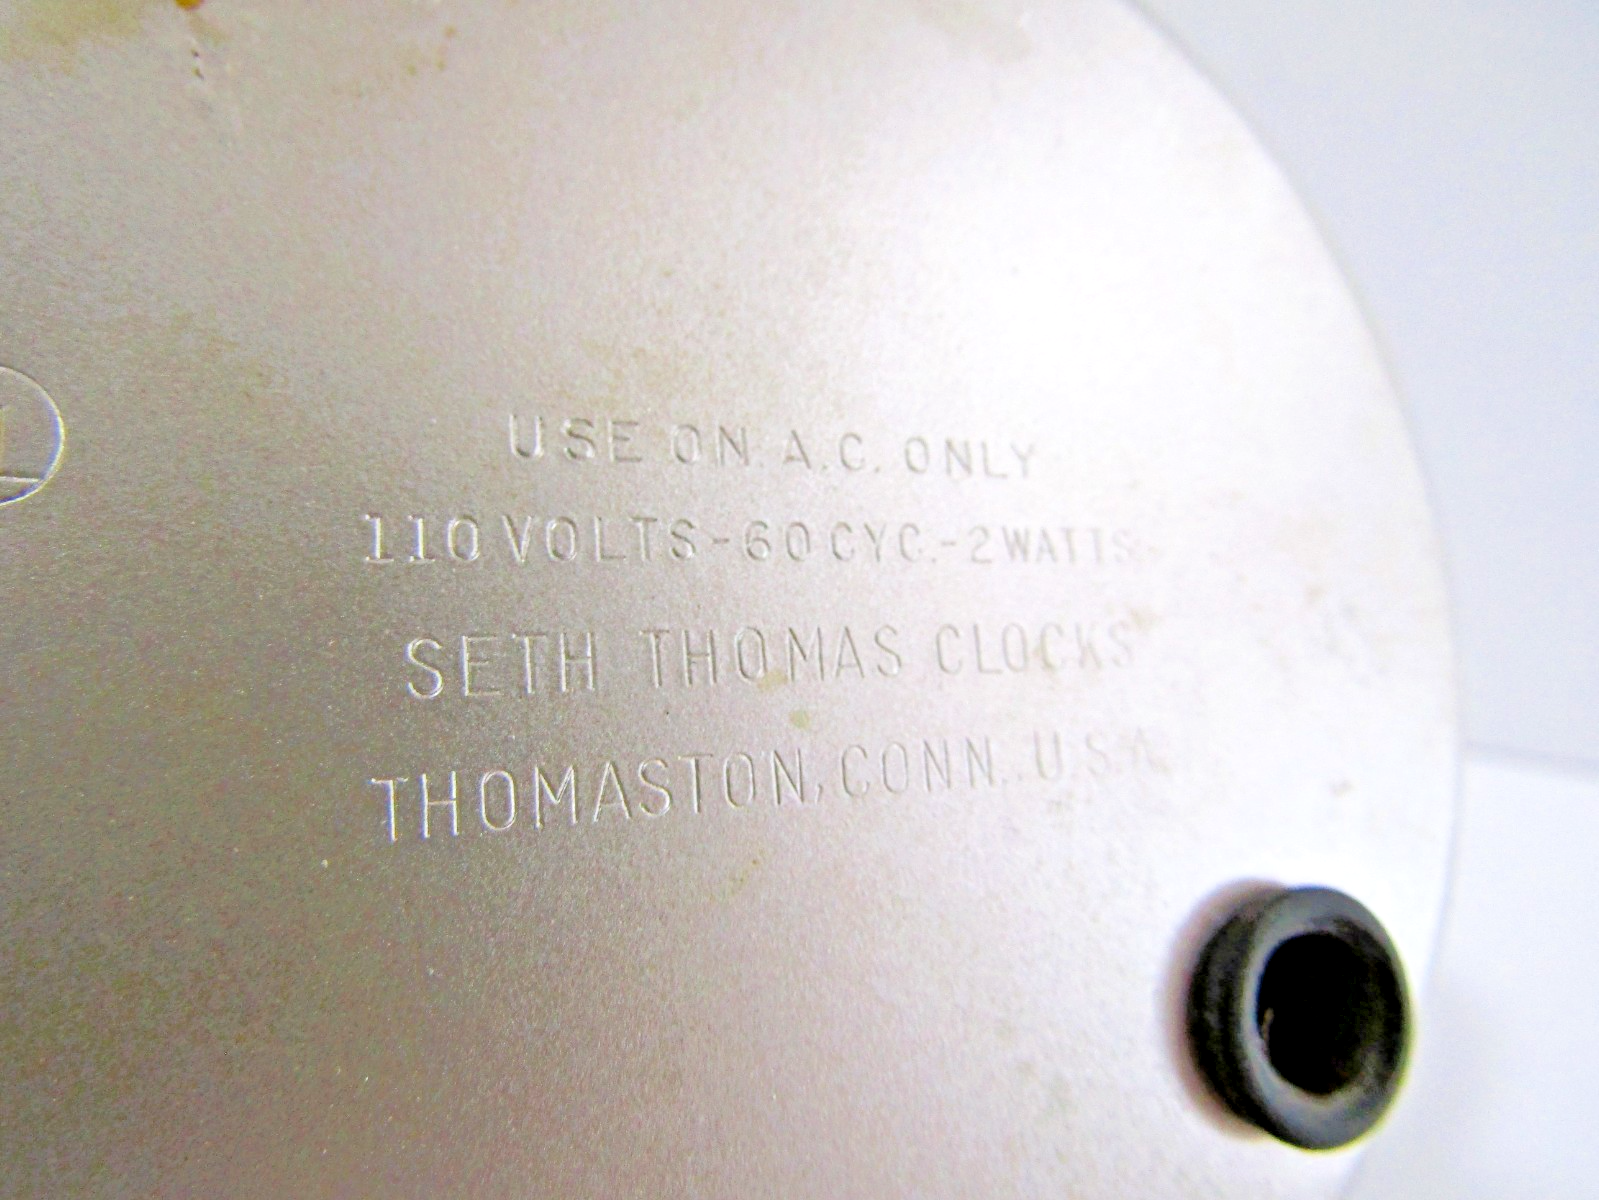 USE ON A.C. ONLY
110 VOLTS-60 CYC.-2 WATTS
SETH THOMAS CLOCKS
THOMASTON, CONN. U.S.A.